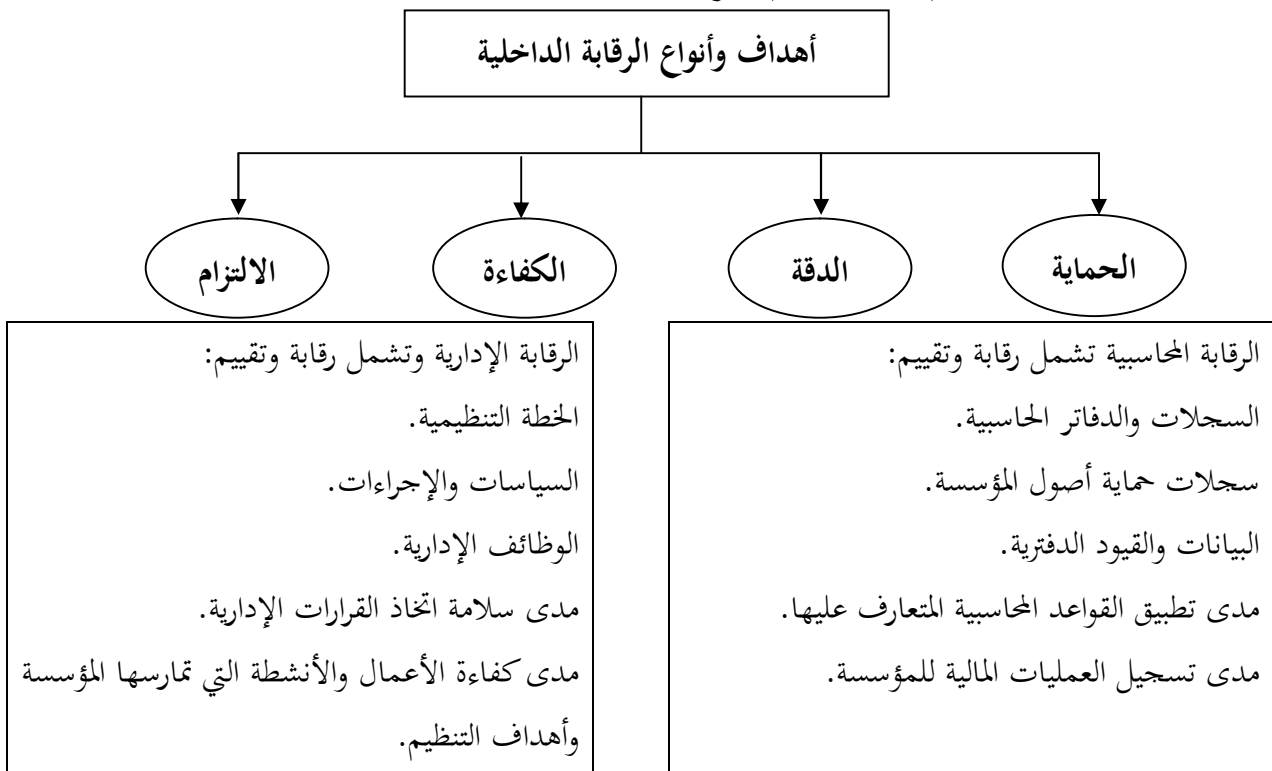 أهداف وأنواع الرقابة الداخلية
الحماية
الدقة
الكفاءة
الالتزام
الرقابة المحاسبية تشمل رقابة وتقييم:
السجلات والدفاتر الحاسبية.
سجلات حماية أصول المؤسسة.
البيانات والقيود الدفترية.
مدى تطبيق القواعد المحاسبية المتعارف عليها.
مدى تسجيل العمليات المالية للمؤسسة.
الرقابة الإدارية وتشمل رقابة وتقييم:
الخطة التنظيمية.
السياسات والإجراءات.
الوظائف الإدارية.
مدى سلامة اتخاذ القرارات الإدارية.
مدى كفاءة الأعمال والأنشطة التي تمارسها المؤسسة
وأهداف التنظيم.